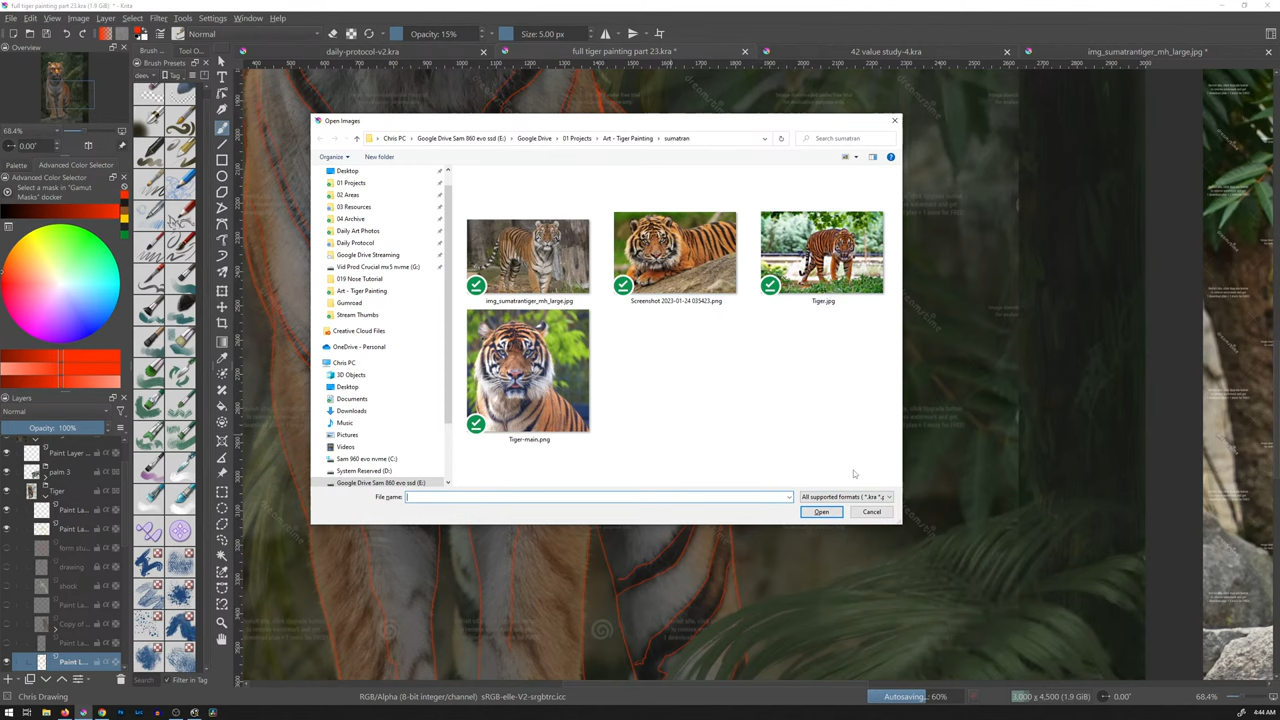 full tiger painting part 23.kra (1.9 GiB) * - Krita
File Edit View Image Layer Select Filter Tools Settings Window Help
Normal Opacity: 15% Size: 5.00 px
Overview Brush ... Tool O...
daily-protocol-v2.kra full tiger painting part 23.kra * 42 value study-4.kra img_sumatrantiger_mh_large.jpg *
Brush Presets
Tag
68.4%
0.00°
Palette Advanced Color Selector
Advanced Color Selector
Select a mask in "Gamut
Masks" docker
Layers
Normal
Opacity: 100%
Paint Layer ...
palm 3
Tiger
Paint La...
Paint La...
form stu...
drawing
shock
Paint La...
Copy of ...
Paint La...
Paint L...
Search Filter in Tag
Open Images
Chris PC Google Drive Sam 860 evo ssd (E:) Google Drive 01 Projects Art - Tiger Painting sumatran
Search sumatran
Organize New folder
Desktop
01 Projects
02 Areas
03 Resources
04 Archive
Daily Art Photos
Daily Protocol
Google Drive Streaming
Vid Prod Crucial mx5 nvme (G:)
019 Nose Tutorial
Art - Tiger Painting
Gumroad
Stream Thumbs
Creative Cloud Files
OneDrive - Personal
Chris PC
3D Objects
Desktop
Documents
Downloads
Music
Pictures
Videos
Sam 960 evo nvme (C:)
System Reserved (D:)
Google Drive Sam 860 evo ssd (E:)
img_sumatrantiger_mh_large.jpg
Screenshot 2023-01-24 035423.png
Tiger.jpg
Tiger-main.png
File name:
All supported formats ( *.kra *.g
Open Cancel
Chris Drawing
RGB/Alpha (8-bit integer/channel) sRGB-elle-V2-srgbtrc.icc
Autosaving... 60%
3,000 x 4,500 (1.9 GiB)
0.00°
68.4%
4:44 AM